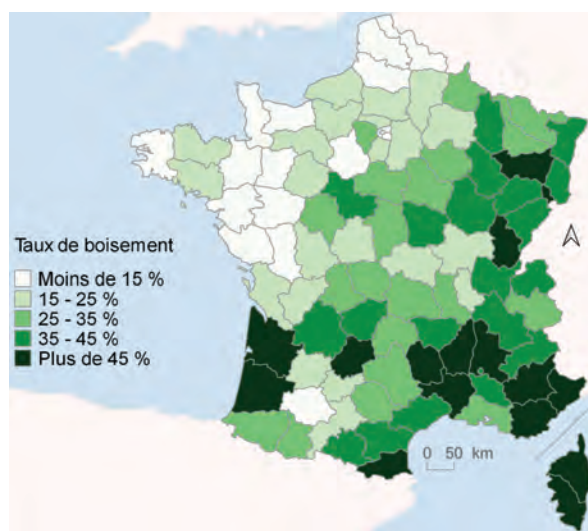 Taux de boisement
Moins de 15 %
15 - 25 %
25 - 35 %
35 - 45 %
Plus de 45 %
0 50 km